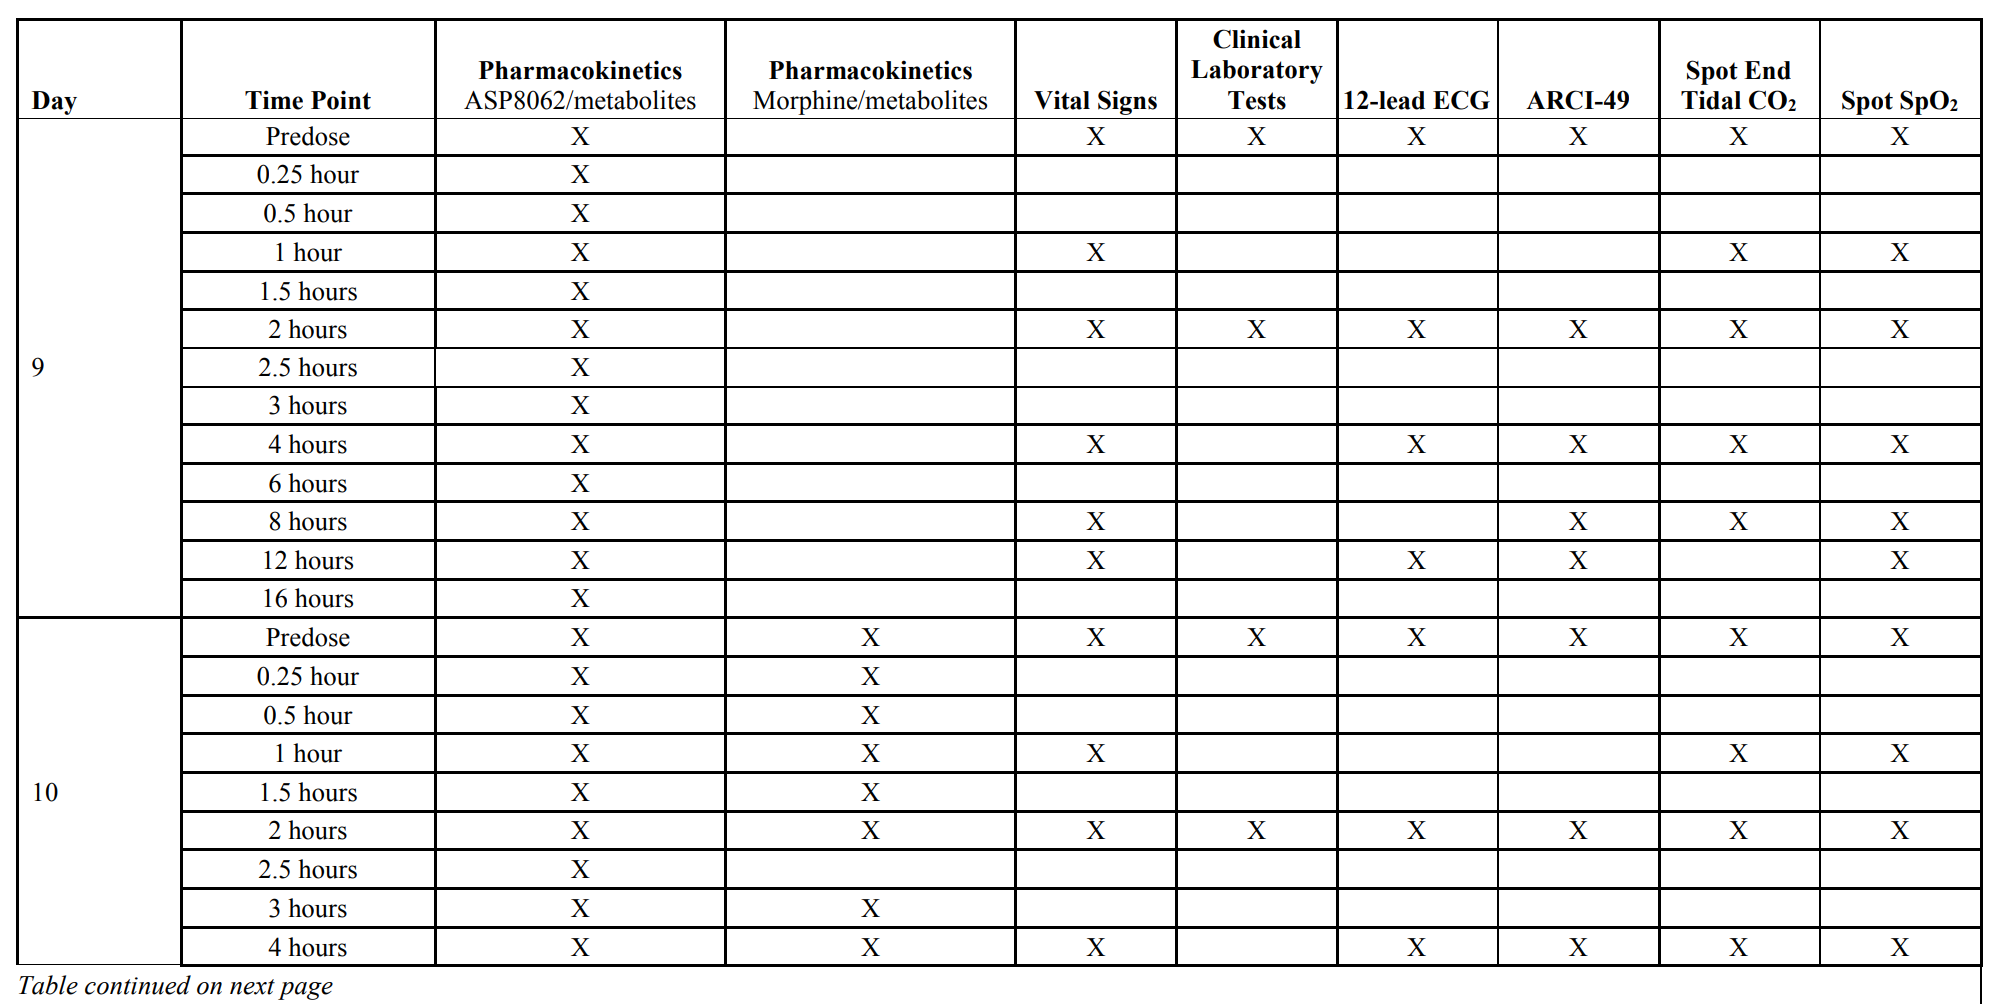 Day Time Point Pharmacokinetics ASP8062/metabolites Pharmacokinetics Morphine/metabolites Vital Signs Clinical Laboratory Tests 12-lead ECG ARCI-49 Spot End Tidal CO₂ Spot SpO₂
9
Predose X X X X X X X
0.25 hour X
0.5 hour X
1 hour X X X X
1.5 hours X
2 hours X X X X X X X
2.5 hours X
3 hours X
4 hours X X X X X X
6 hours X
8 hours X X X X X
12 hours X X X X X
16 hours X
10
Predose X X X X X X X X
0.25 hour X X
0.5 hour X X
1 hour X X X X X
1.5 hours X X
2 hours X X X X X X X X
2.5 hours X
3 hours X X
4 hours X X X X X X X
Table continued on next page